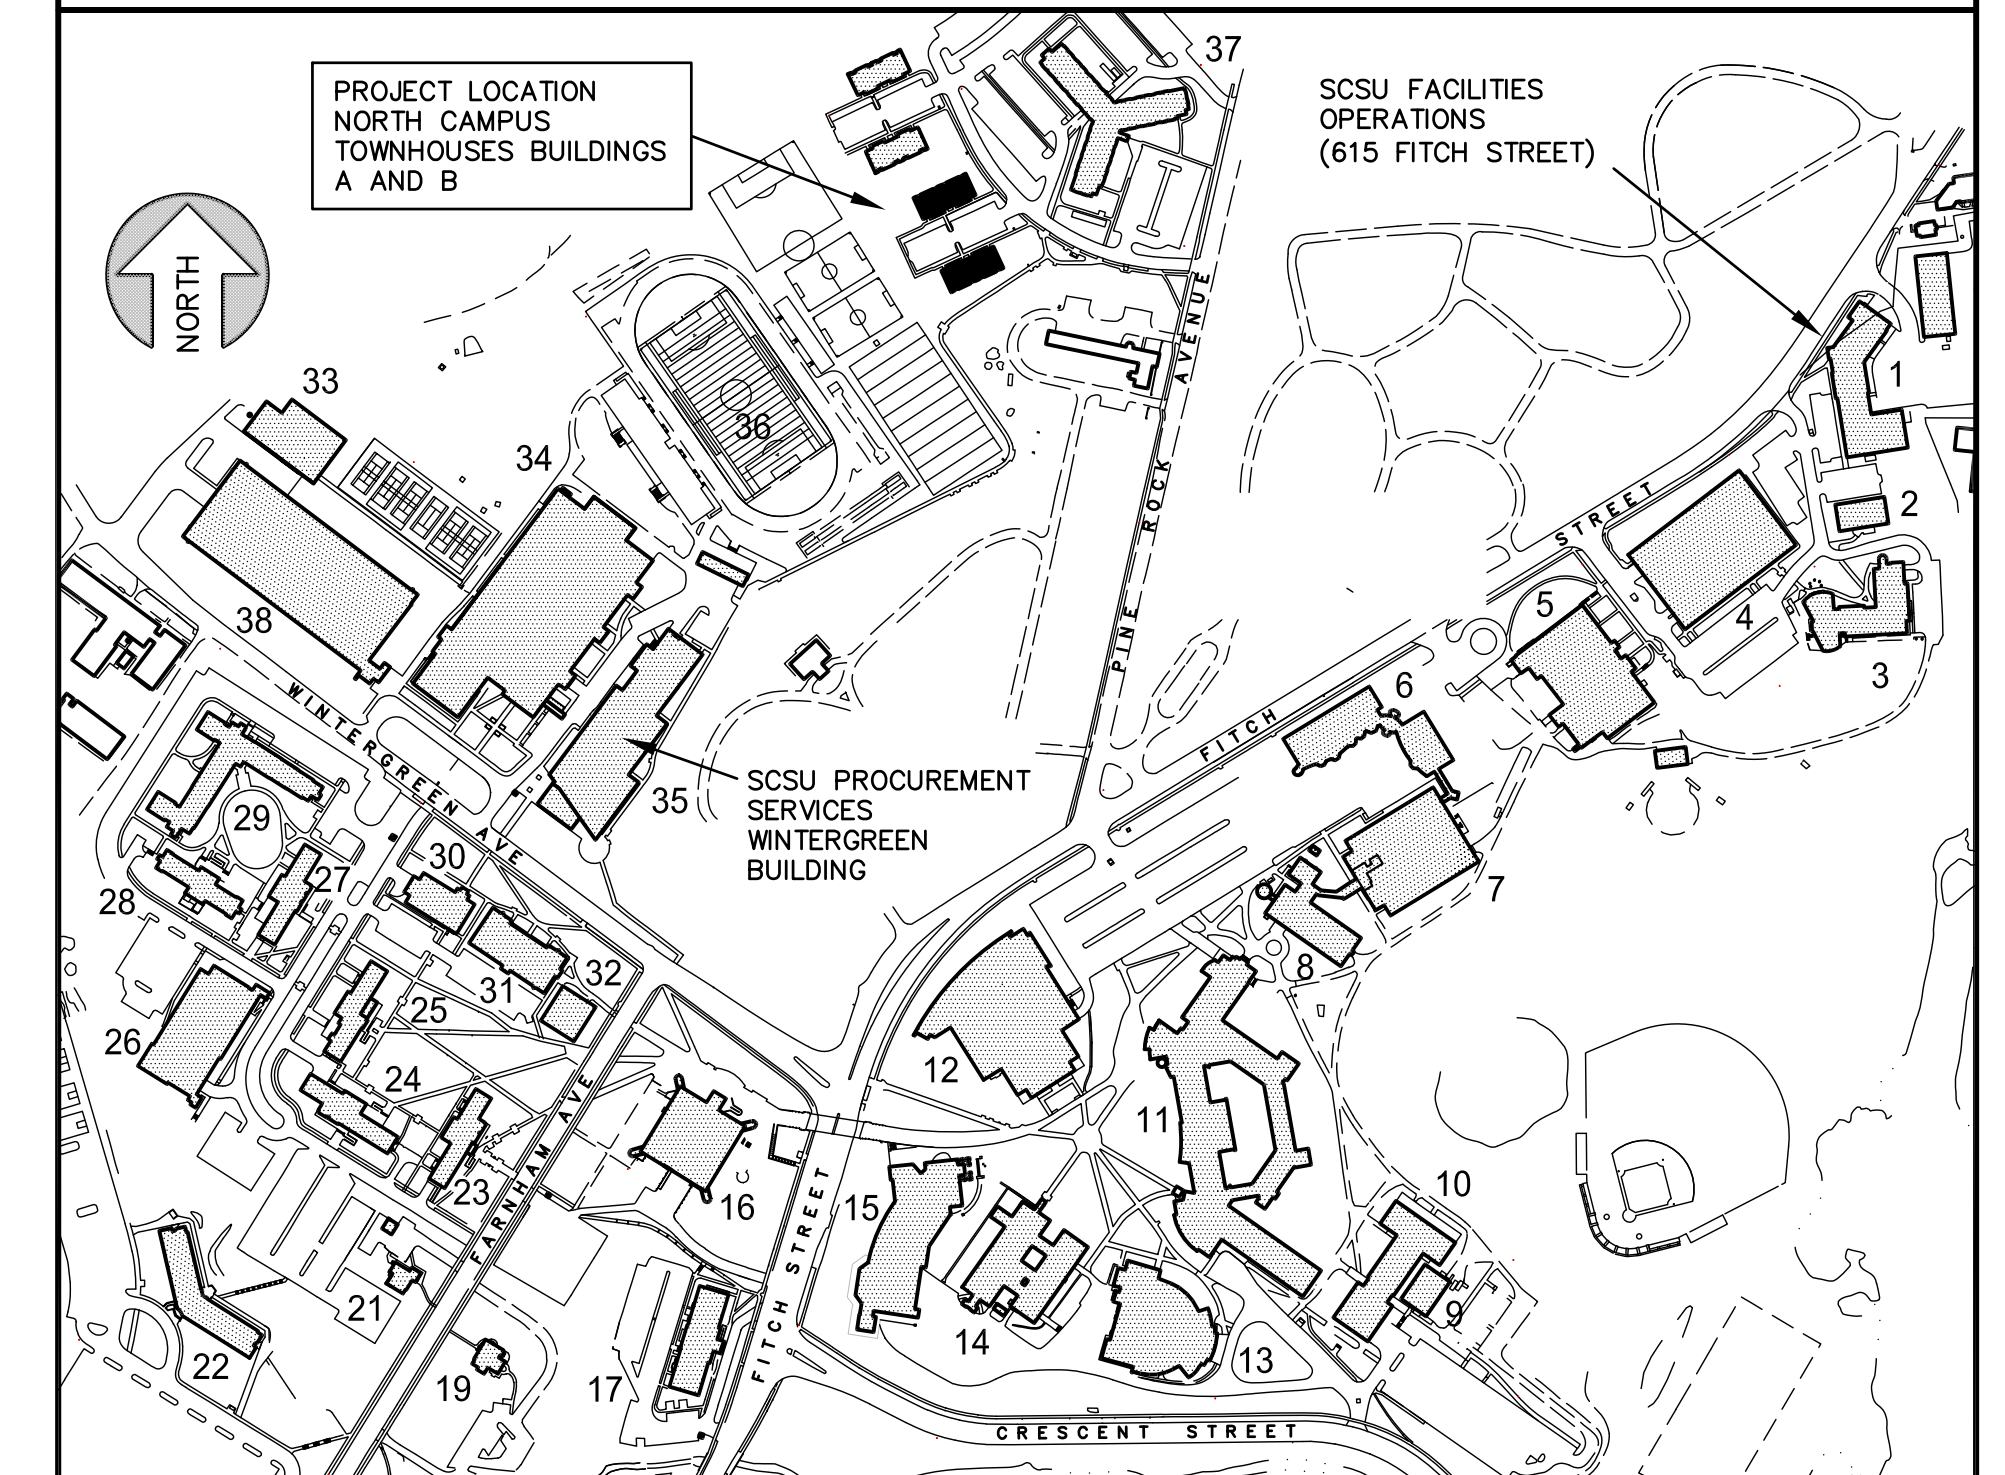 37
PROJECT LOCATION
NORTH CAMPUS
TOWNHOUSES BUILDINGS
A AND B
SCSU FACILITIES
OPERATIONS
(615 FITCH STREET)
NORTH
PINE ROCK AVENUE
33
34
36
1
2
38
35
SCSU PROCUREMENT
SERVICES
WINTERGREEN
BUILDING
WINTERGREEN AVE
FITCH STREET
5
4
3
6
7
8
29
30
27
28
31
32
25
26
24
23
12
11
10
9
16
15
14
13
FARNHAM AVE
FITCH STREET
21
22
19
17
CRESCENT STREET